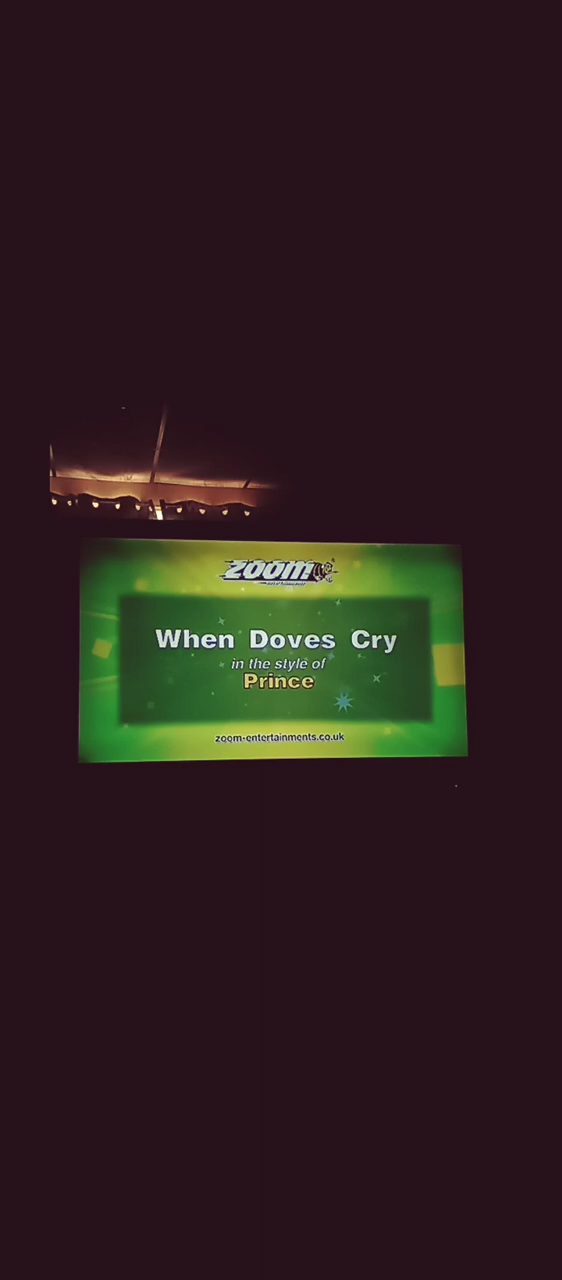 ZOOM
When Doves Cry
in the style of
Prince
zoom-entertainments.co.uk